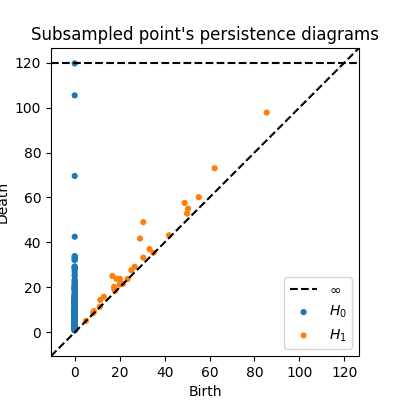 Subsampled point's persistence diagrams
Death
120
100
80
60
40
20
0
∞
H₀
H₁
0 20 40 60 80 100 120
Birth